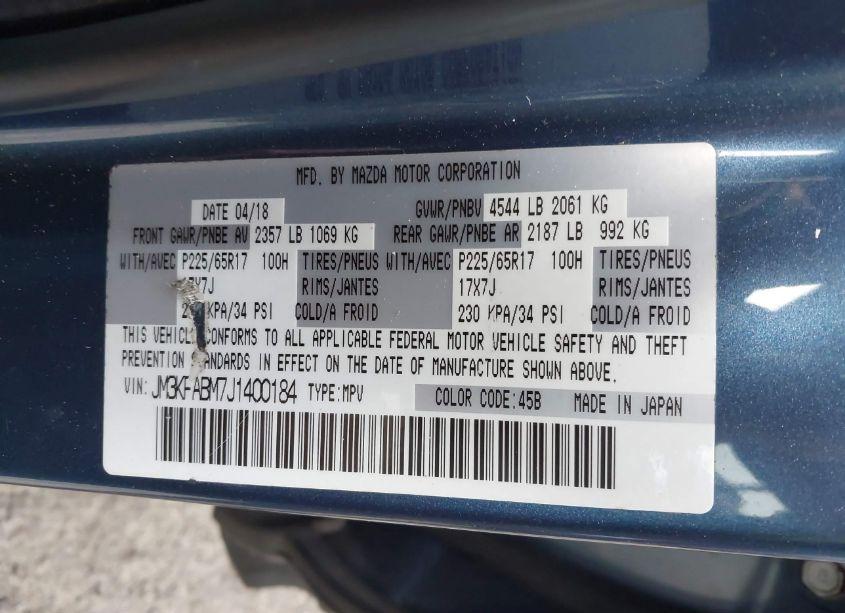 MFD. BY MAZDA MOTOR CORPORATION
DATE 04/18 GVWR/PNBV 4544 LB 2061 KG
FRONT GAWR/PNBE AV 2357 LB 1069 KG REAR GAWR/PNBE AR 2187 LB 992 KG
WITH/AVEC P225/65R17 100H TIRES/PNEUS WITH/AVEC P225/65R17 100H TIRES/PNEUS
17X7J RIMS/JANTES 17X7J RIMS/JANTES
KPA/34 PSI COLD/A FROID 230 KPA/34 PSI COLD/A FROID
THIS VEHICLE CONFORMS TO ALL APPLICABLE FEDERAL MOTOR VEHICLE SAFETY AND THEFT
PREVENTION STANDARDS IN EFFECT ON THE DATE OF MANUFACTURE SHOWN ABOVE.
VIN: JM3KFABM7J1400184 TYPE:MPV COLOR CODE:45B MADE IN JAPAN